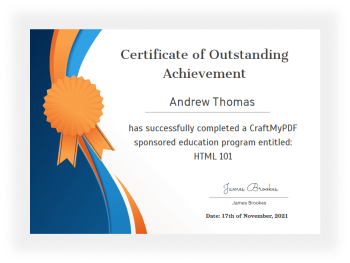 Certificate of Outstanding
Achievement
Andrew Thomas
has successfully completed a CraftMyPDF
sponsored education program entitled:
HTML 101
James Brookes
James Brookes
Date: 17th of November, 2021